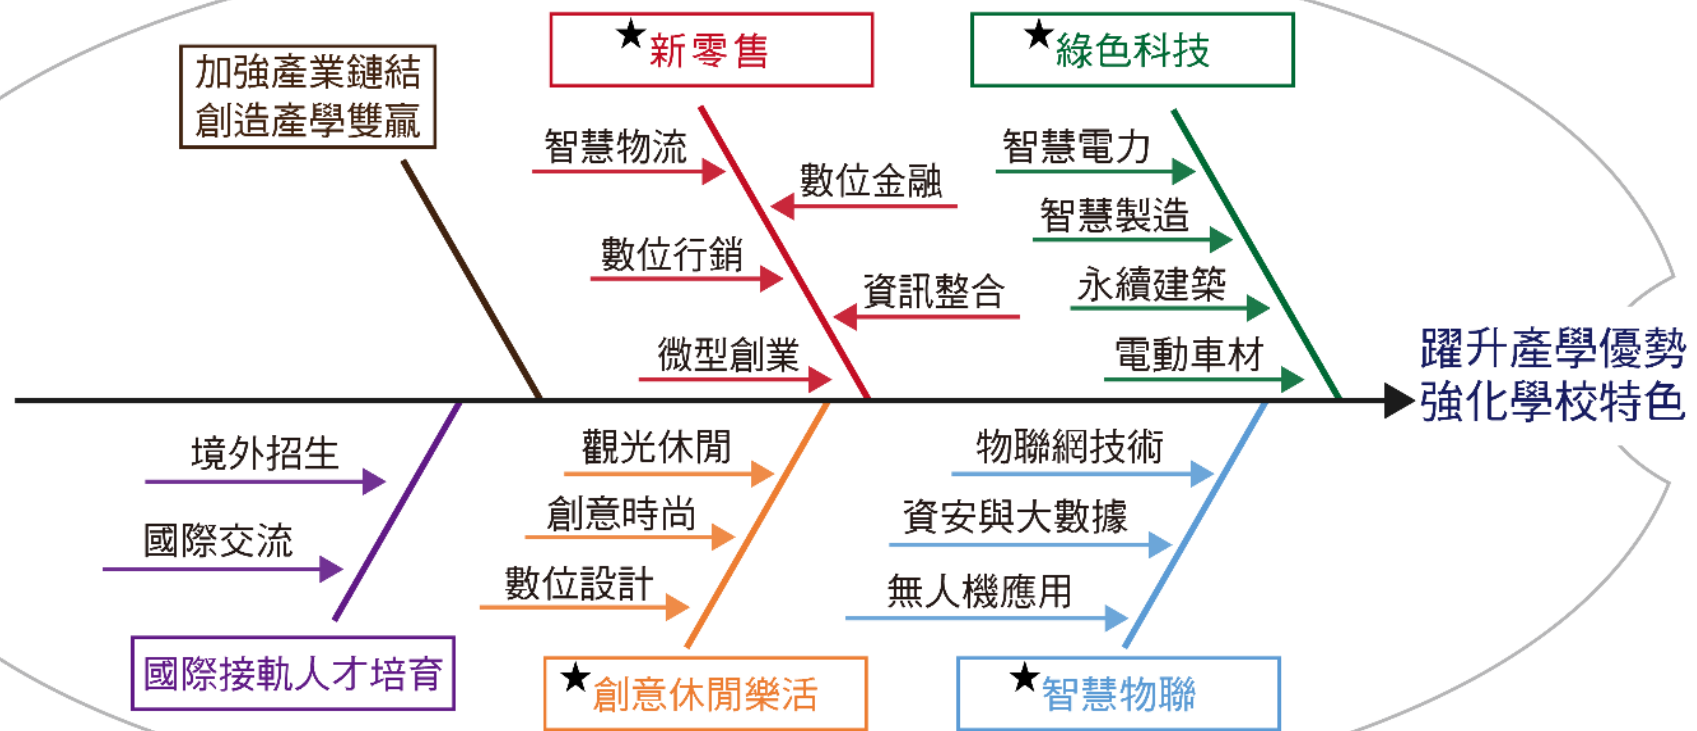 加強產業鏈結
創造產學雙贏
★新零售
智慧物流
數位金融
數位行銷
資訊整合
微型創業
★綠色科技
智慧電力
智慧製造
永續建築
電動車材
躍升產學優勢
強化學校特色
境外招生
國際交流
國際接軌人才培育
觀光休閒
創意時尚
數位設計
★創意休閒樂活
物聯網技術
資安與大數據
無人機應用
★智慧物聯